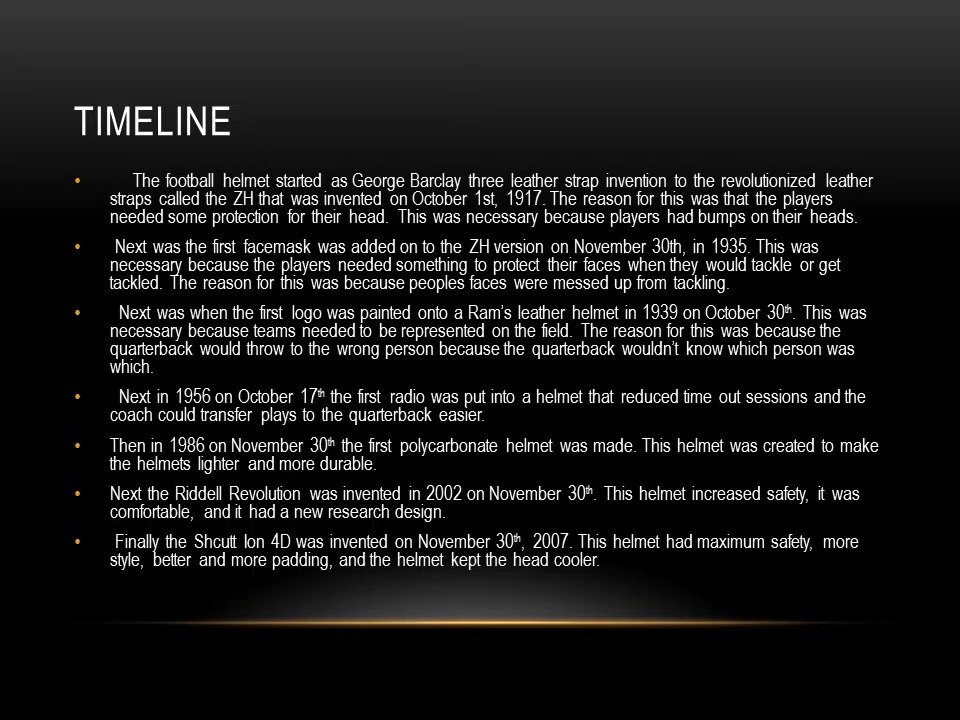 TIMELINE
• The football helmet started as George Barclay three leather strap invention to the revolutionized leather
straps called the ZH that was invented on October 1st, 1917. The reason for this was that the players
needed some protection for their head. This was necessary because players had bumps on their heads.
• Next was the first facemask was added on to the ZH version on November 30th, in 1935. This was
necessary because the players needed something to protect their faces when they would tackle or get
tackled. The reason for this was because peoples faces were messed up from tackling.
• Next was when the first logo was painted onto a Ram’s leather helmet in 1939 on October 30th. This was
necessary because teams needed to be represented on the field. The reason for this was because the
quarterback would throw to the wrong person because the quarterback wouldn’t know which person was
which.
• Next in 1956 on October 17th the first radio was put into a helmet that reduced time out sessions and the
coach could transfer plays to the quarterback easier.
• Then in 1986 on November 30th the first polycarbonate helmet was made. This helmet was created to make
the helmets lighter and more durable.
• Next the Riddell Revolution was invented in 2002 on November 30th. This helmet increased safety, it was
comfortable, and it had a new research design.
• Finally the Shcutt Ion 4D was invented on November 30th, 2007. This helmet had maximum safety, more
style, better and more padding, and the helmet kept the head cooler.